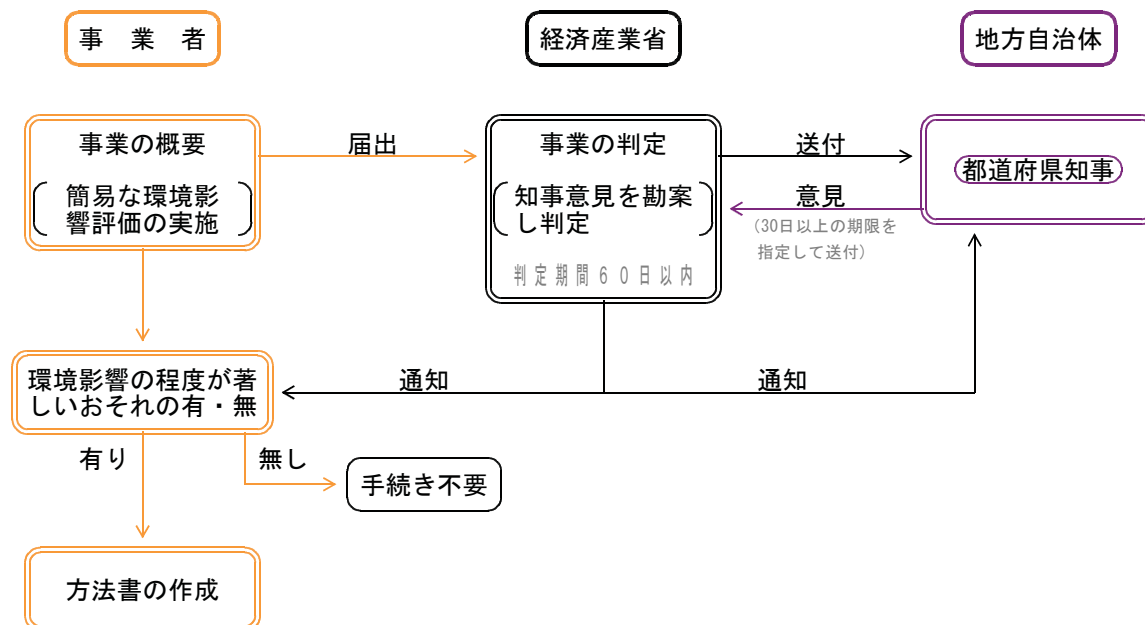 事　業　者
経済産業省
地方自治体
事業の概要
簡易な環境影
響評価の実施
届出
事業の判定
知事意見を勘案
し判定
判定期間６０日以内
送付
意見
（30日以上の期限を
指定して送付）
都道府県知事
環境影響の程度が著
しいおそれの有・無
通知
通知
有り
無し
手続き不要
方法書の作成